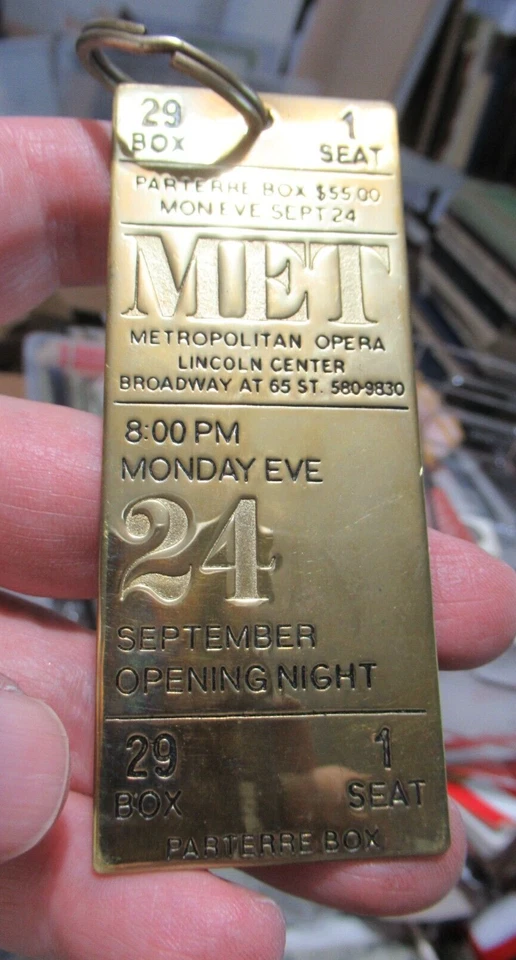 29 1
BOX SEAT
PARTERRE BOX $55.00
MON EVE SEPT 24
MET
METROPOLITAN OPERA
LINCOLN CENTER
BROADWAY AT 65 ST. 580-9830
8:00 PM
MONDAY EVE
24
SEPTEMBER
OPENING NIGHT
29 1
BOX SEAT
PARTERRE BOX